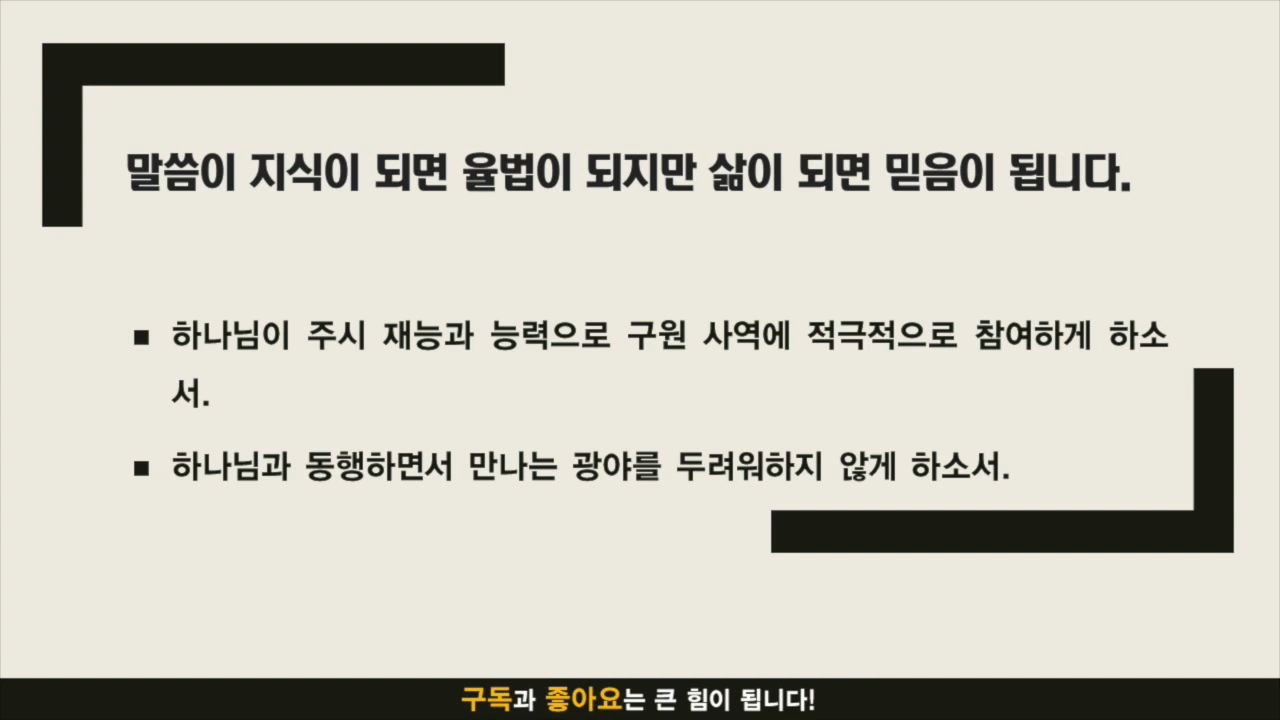 말씀이 지식이 되면 율법이 되지만 삶이 되면 믿음이 됩니다.
■ 하나님이 주시 재능과 능력으로 구원 사역에 적극적으로 참여하게 하소
서.
■ 하나님과 동행하면서 만나는 광야를 두려워하지 않게 하소서.
구독과 좋아요는 큰 힘이 됩니다!